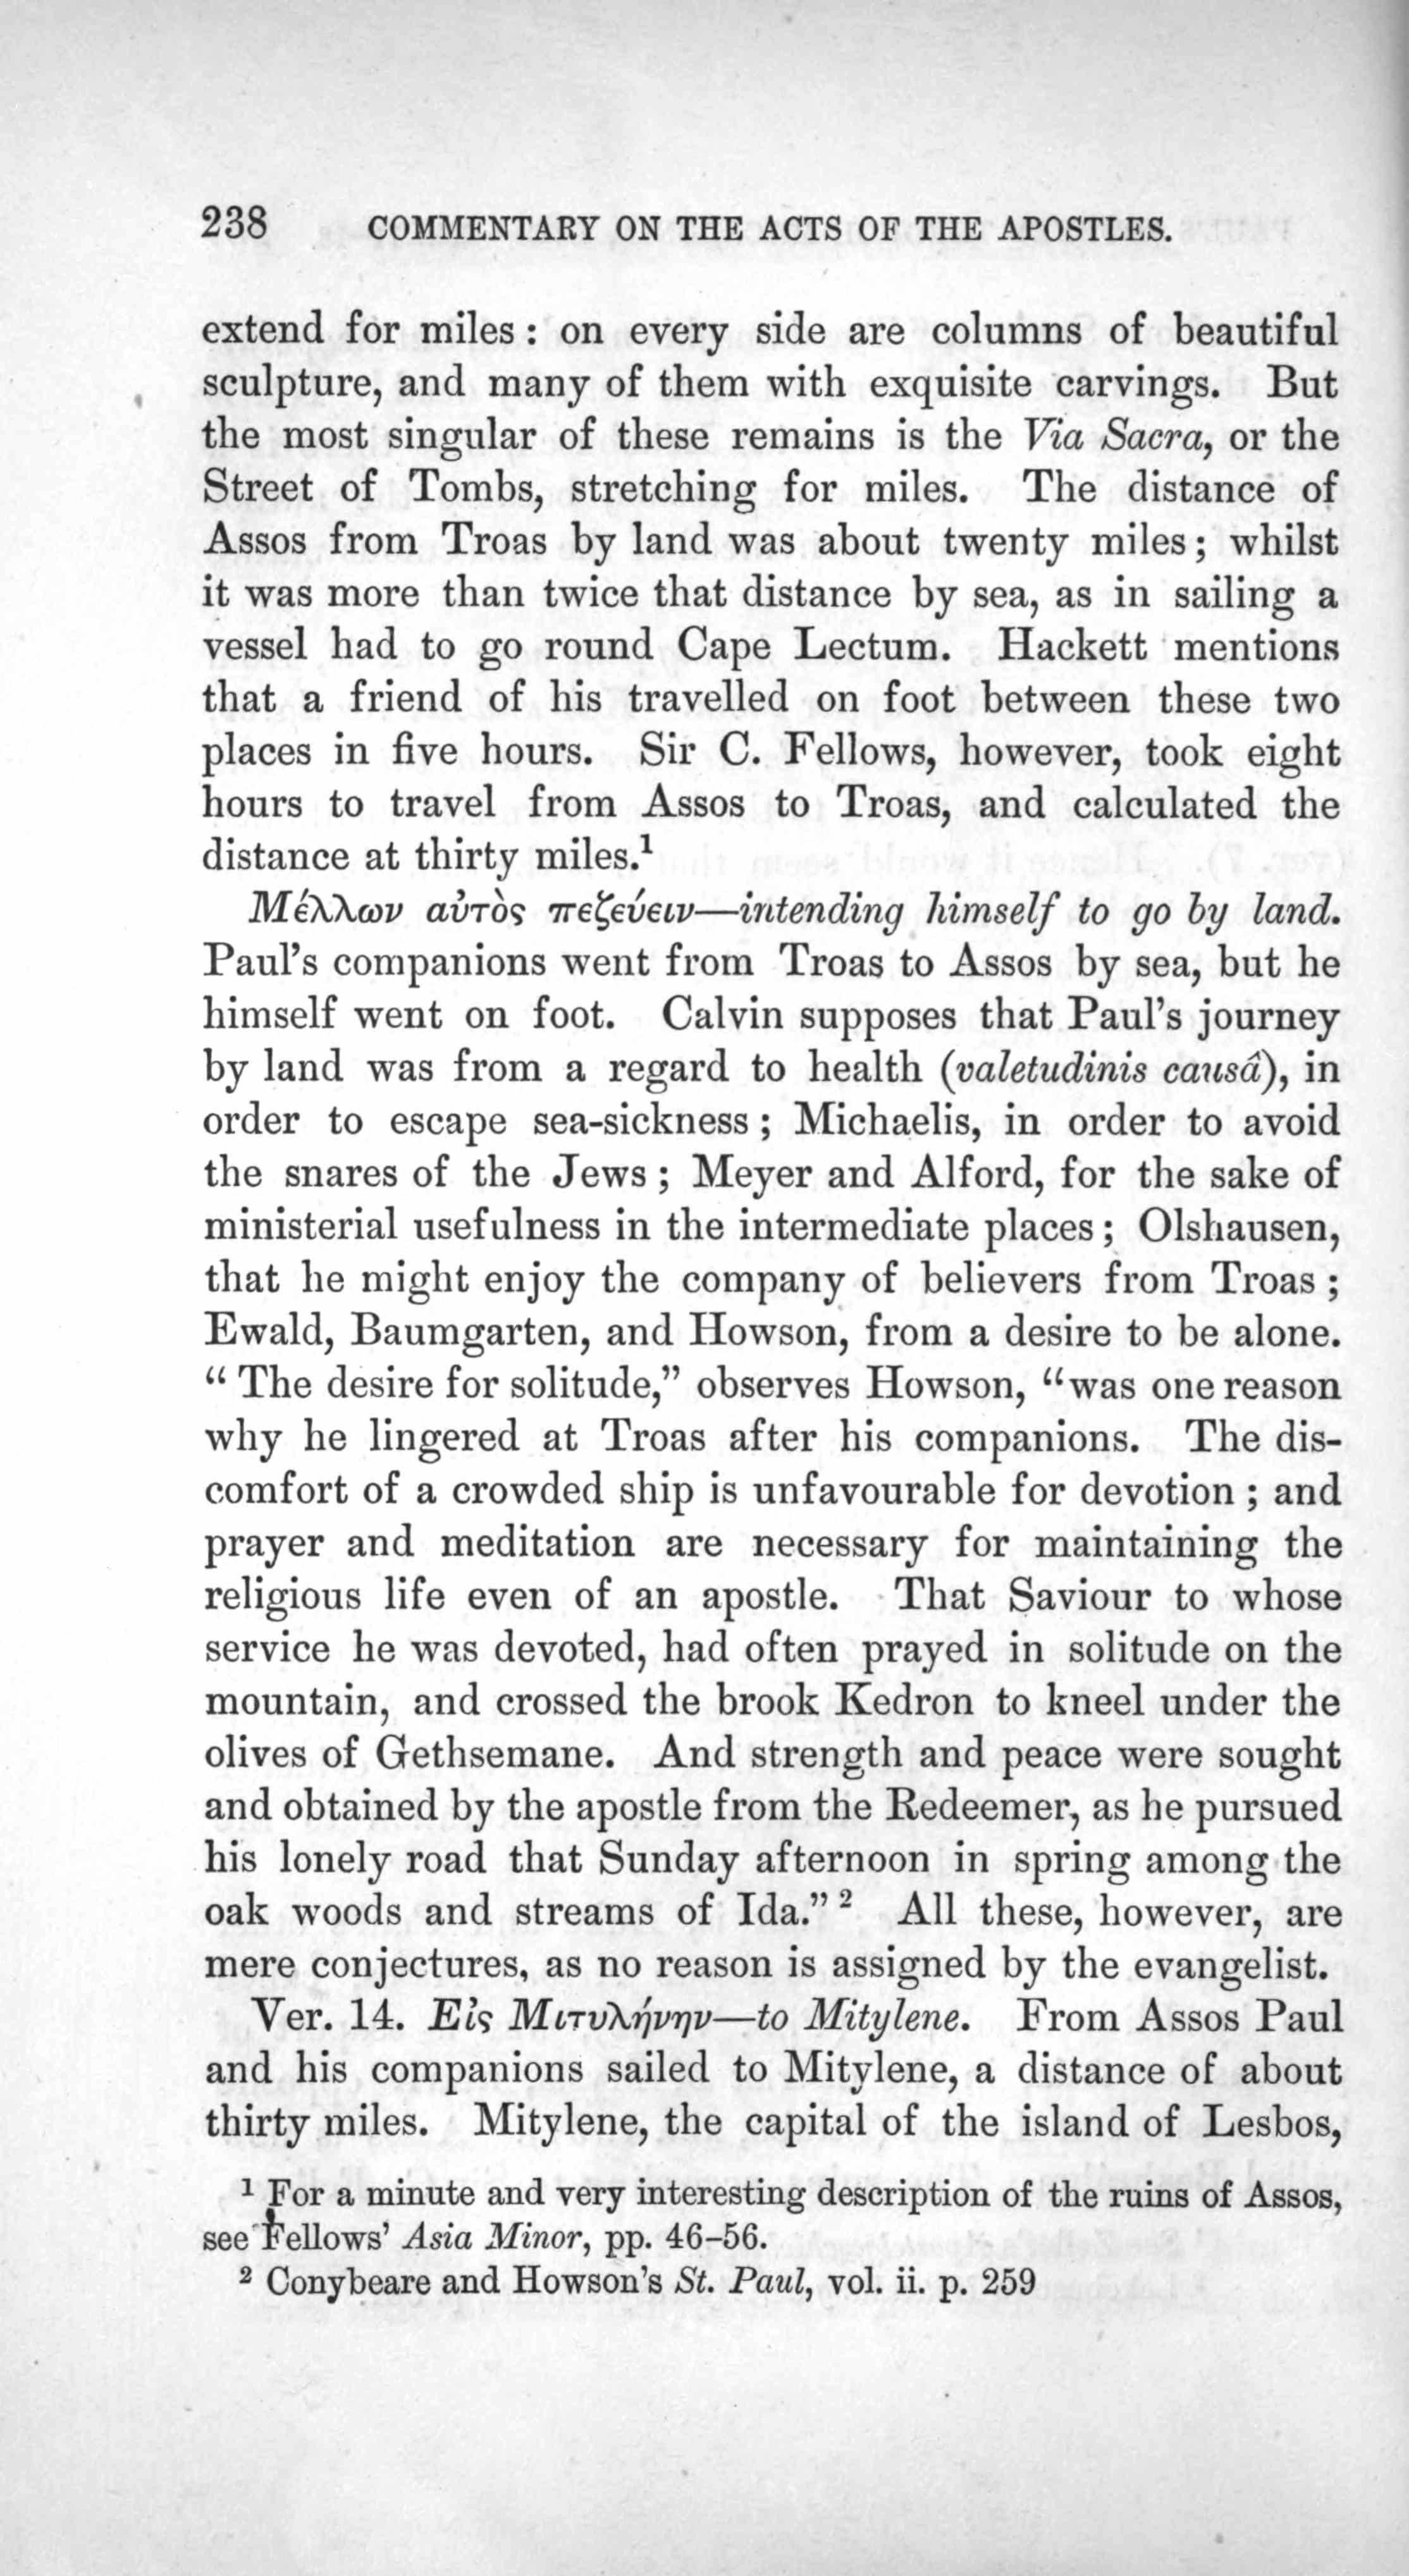 238 COMMENTARY ON THE ACTS OF THE APOSTLES.
extend for miles : on every side are columns of beautiful
sculpture, and many of them with exquisite carvings. But
the most singular of these remains is the Via Sacra, or the
Street of Tombs, stretching for miles. The distance of
Assos from Troas by land was about twenty miles ; whilst
it was more than twice that distance by sea, as in sailing a
vessel had to go round Cape Lectum. Hackett mentions
that a friend of his travelled on foot between these two
places in five hours. Sir C. Fellows, however, took eight
hours to travel from Assos to Troas, and calculated the
distance at thirty miles.¹
Μέλλων αὐτὸς πεζεύειν—intending himself to go by land.
Paul's companions went from Troas to Assos by sea, but he
himself went on foot. Calvin supposes that Paul's journey
by land was from a regard to health (valetudinis causâ), in
order to escape sea-sickness ; Michaelis, in order to avoid
the snares of the Jews ; Meyer and Alford, for the sake of
ministerial usefulness in the intermediate places ; Olshausen,
that he might enjoy the company of believers from Troas ;
Ewald, Baumgarten, and Howson, from a desire to be alone.
“ The desire for solitude,” observes Howson, “was one reason
why he lingered at Troas after his companions. The dis-
comfort of a crowded ship is unfavourable for devotion ; and
prayer and meditation are necessary for maintaining the
religious life even of an apostle. That Saviour to whose
service he was devoted, had often prayed in solitude on the
mountain, and crossed the brook Kedron to kneel under the
olives of Gethsemane. And strength and peace were sought
and obtained by the apostle from the Redeemer, as he pursued
his lonely road that Sunday afternoon in spring among the
oak woods and streams of Ida.” ² All these, however, are
mere conjectures, as no reason is assigned by the evangelist.
Ver. 14. Εἰς Μιτυλήνην—to Mitylene. From Assos Paul
and his companions sailed to Mitylene, a distance of about
thirty miles. Mitylene, the capital of the island of Lesbos,
¹ For a minute and very interesting description of the ruins of Assos,
see Fellows' Asia Minor, pp. 46–56.
² Conybeare and Howson's St. Paul, vol. ii. p. 259